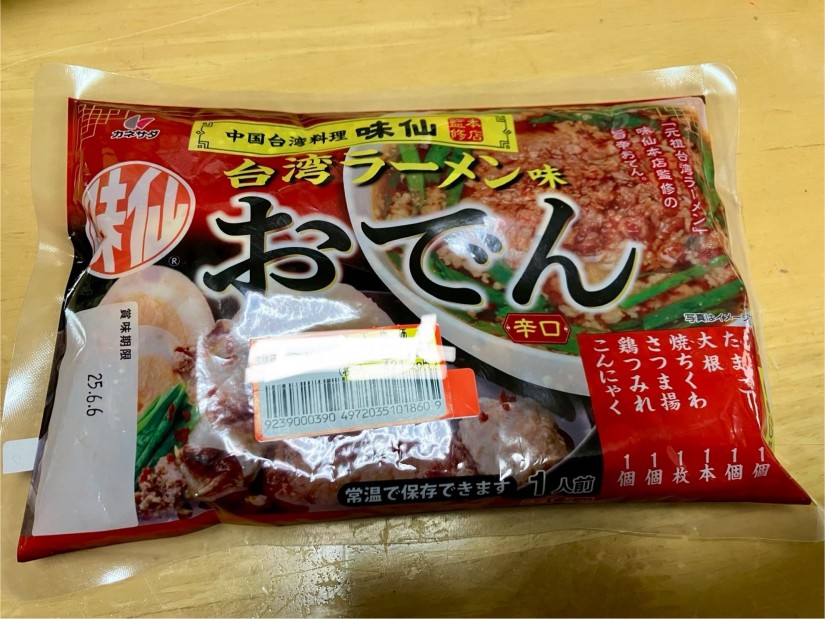 カネサダ
中国台湾料理 味仙 本店監修
台湾ラーメン味
おでん
辛口
味仙
®
「元祖台湾ラーメン」
味仙本店監修の
旨辛おでん。
写真はイメージ
たま
1個
大根 1個
焼ちくわ 1本
さつま揚 1枚
鶏つみれ 1個
こんにゃく 1個
賞味期限
25.6.6
9239000390 4972035101860 9
常温で保存できます
1人前